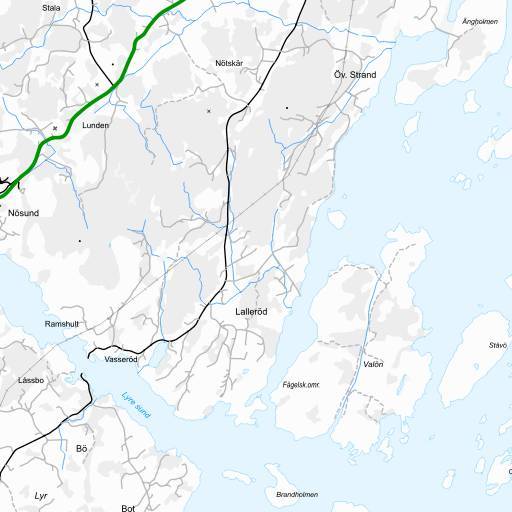 Stala
Ängholmen
Nötskär
Öv. Strand
Lunden
Nösund
Lalleröd
Ramshult
Stävö
Vasseröd
Valön
Låssbo
Fågelsk.omr.
Lyre sund
Bö
Lyr
Brandholmen
Bot